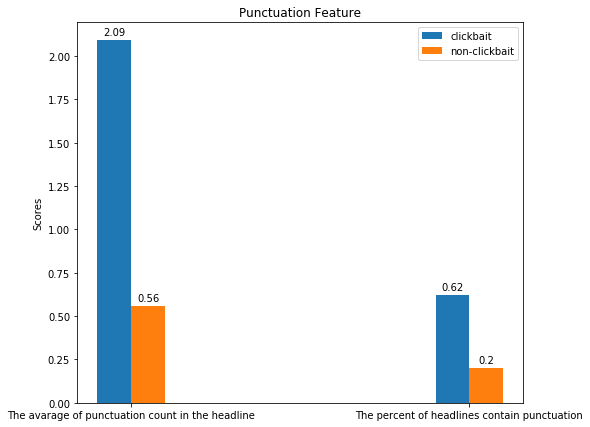 Punctuation Feature
clickbait
non-clickbait
2.09
0.56
0.62
0.2
Scores
2.00
1.75
1.50
1.25
1.00
0.75
0.50
0.25
0.00
The avarage of punctuation count in the headline
The percent of headlines contain punctuation